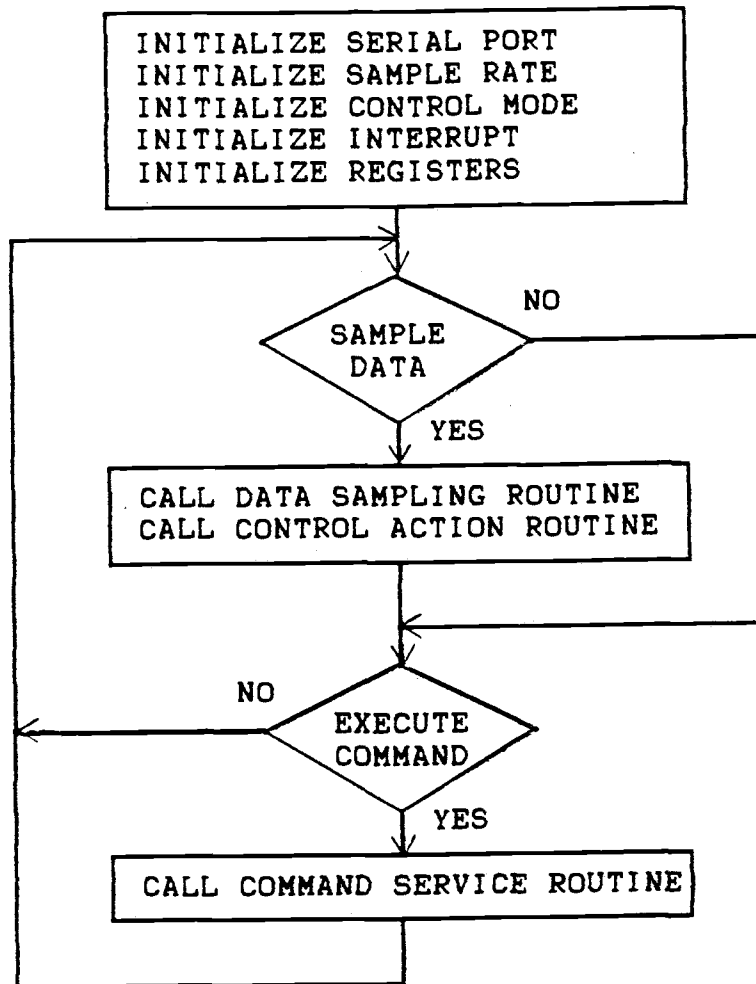 INITIALIZE SERIAL PORT
INITIALIZE SAMPLE RATE
INITIALIZE CONTROL MODE
INITIALIZE INTERRUPT
INITIALIZE REGISTERS
NO
SAMPLE
DATA
YES
CALL DATA SAMPLING ROUTINE
CALL CONTROL ACTION ROUTINE
NO
EXECUTE
COMMAND
YES
CALL COMMAND SERVICE ROUTINE